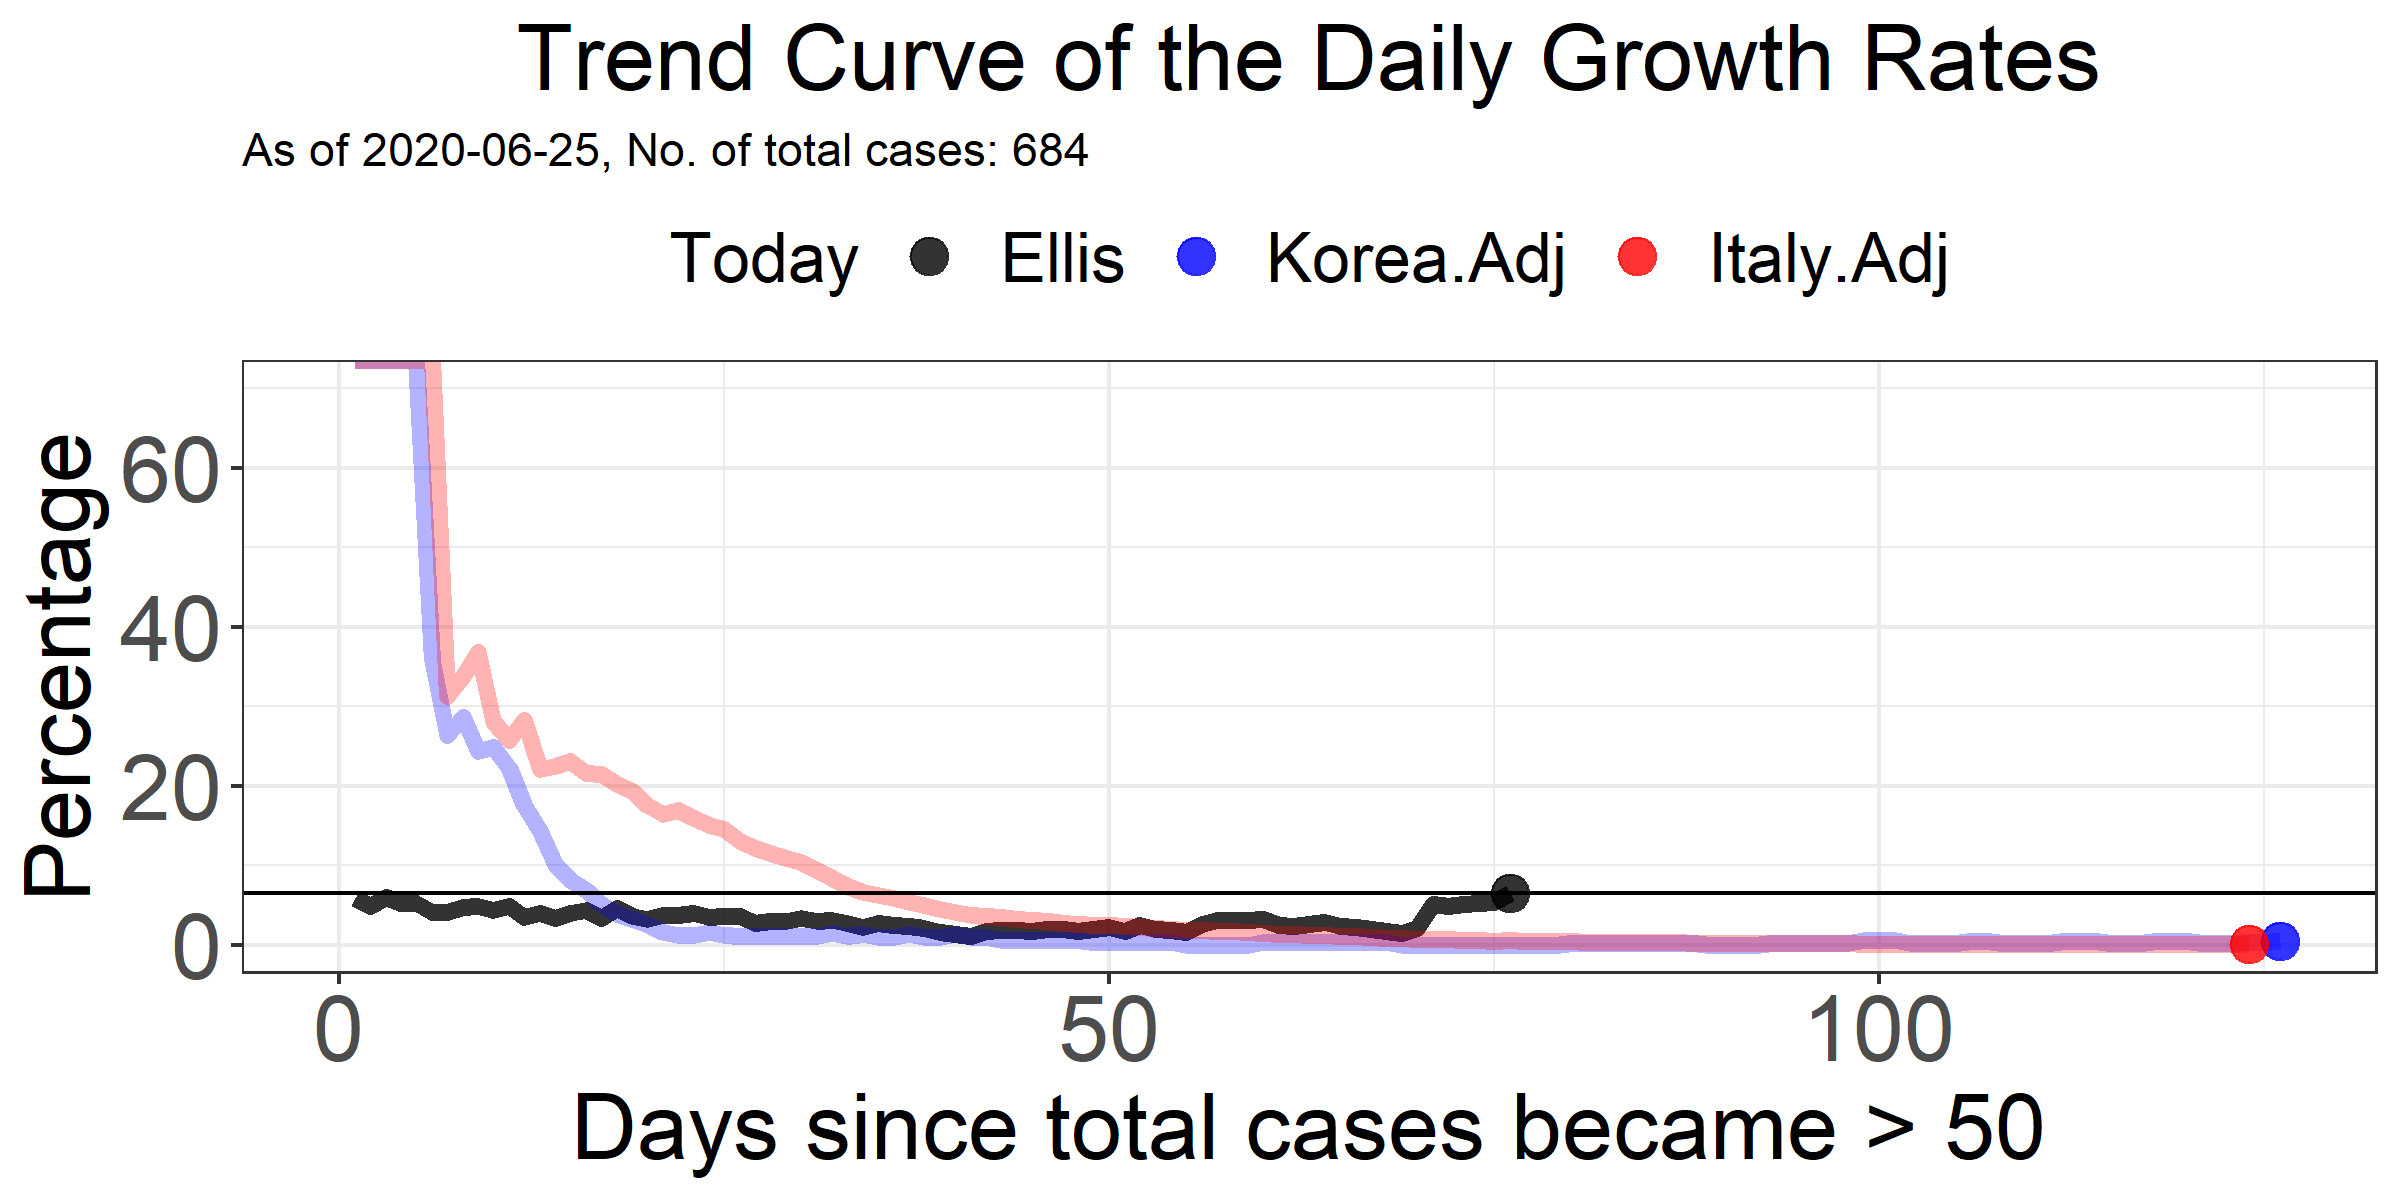 Trend Curve of the Daily Growth Rates
As of 2020-06-25, No. of total cases: 684
Today Ellis Korea.Adj Italy.Adj
Percentage
60
40
20
0
0 50 100
Days since total cases became > 50